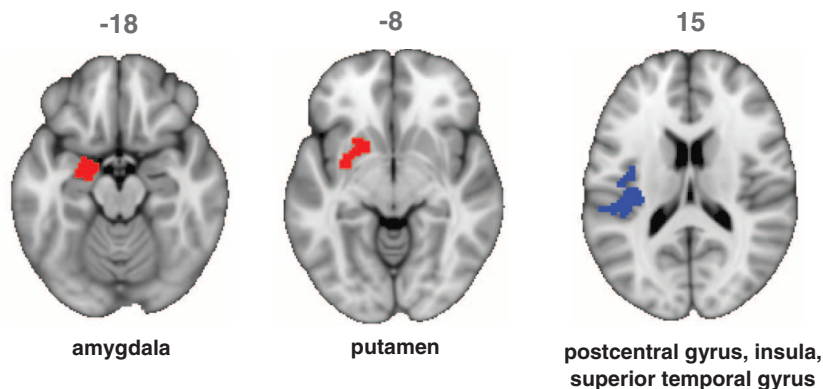 -18
-8
15
amygdala
putamen
postcentral gyrus, insula,
superior temporal gyrus